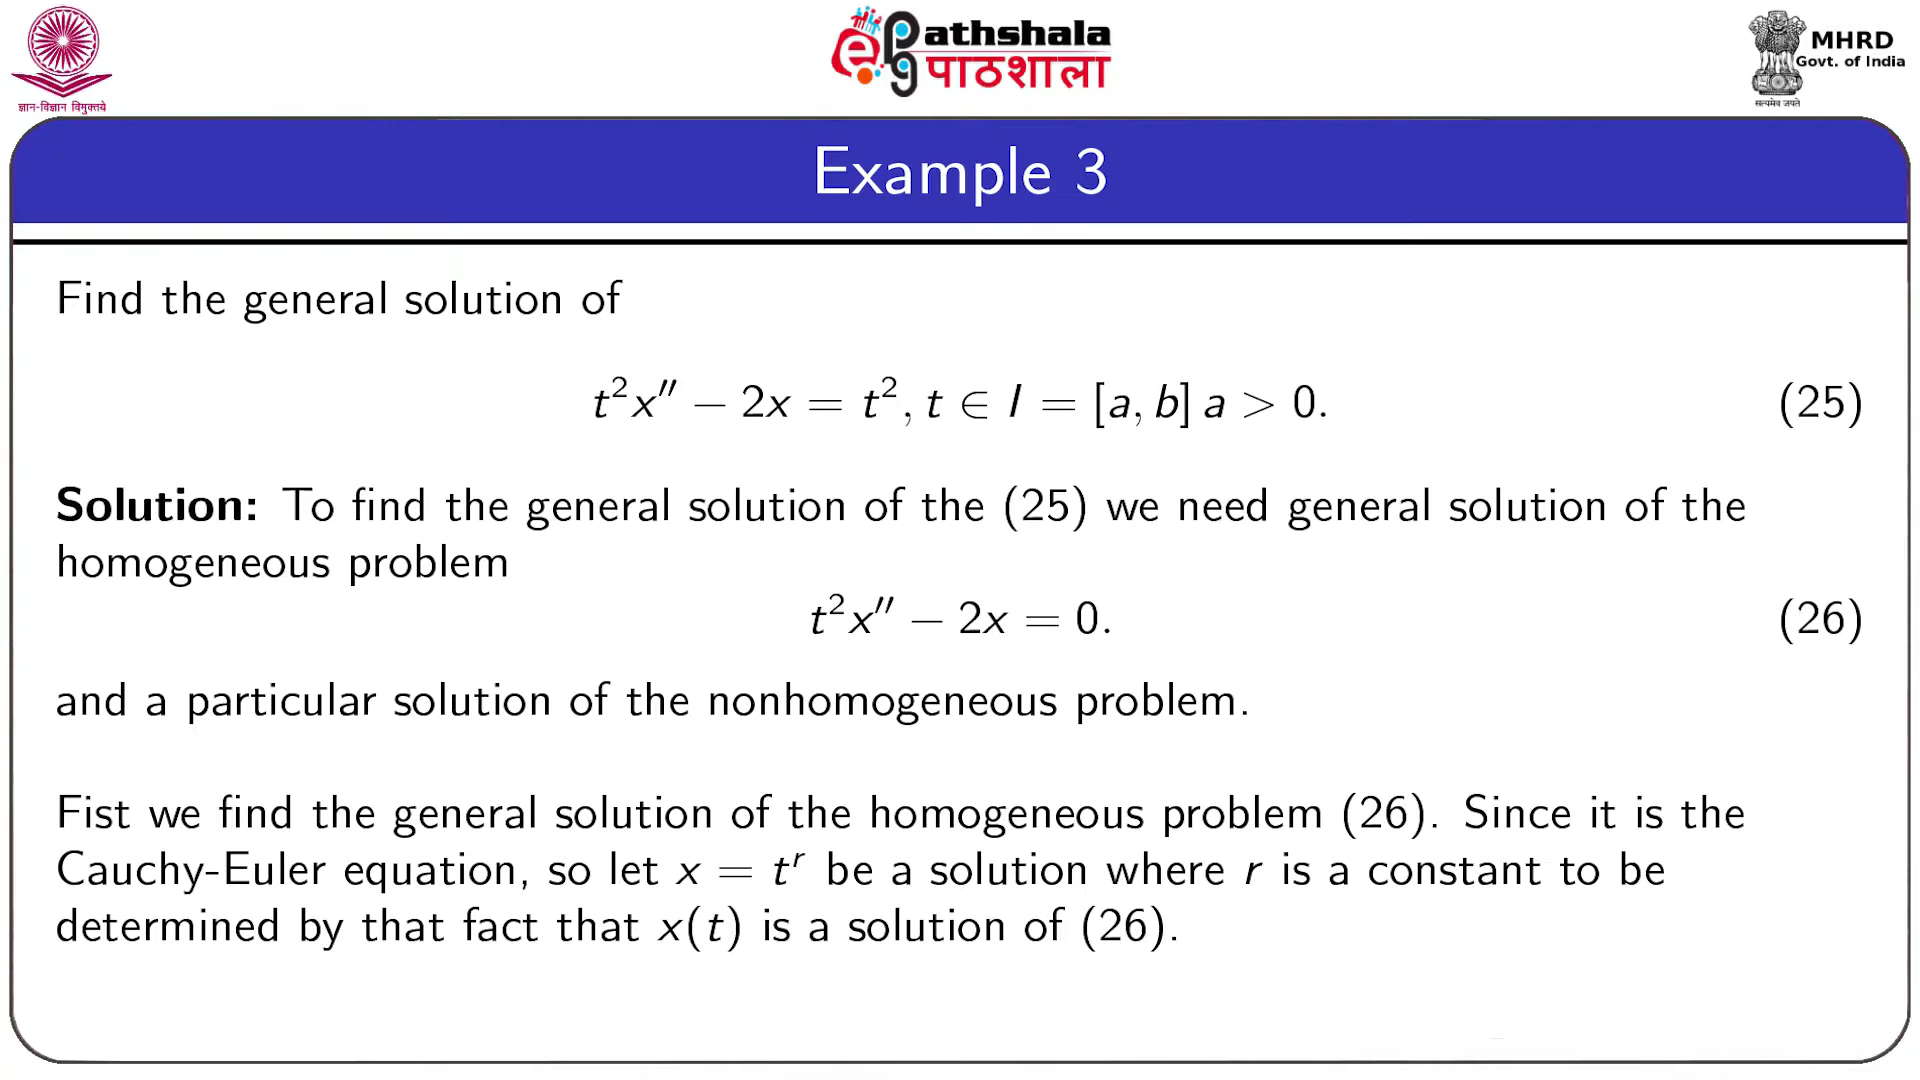 ज्ञान-विज्ञान विमुक्तये
ePathshala
पाठशाला
MHRD
Govt. of India
सत्यमेव जयते
Example 3
Find the general solution of
t²x′′ − 2x = t², t ∈ I = [a, b] a > 0. (25)
Solution: To find the general solution of the (25) we need general solution of the
homogeneous problem
t²x′′ − 2x = 0. (26)
and a particular solution of the nonhomogeneous problem.
Fist we find the general solution of the homogeneous problem (26). Since it is the
Cauchy-Euler equation, so let x = tʳ be a solution where r is a constant to be
determined by that fact that x(t) is a solution of (26).